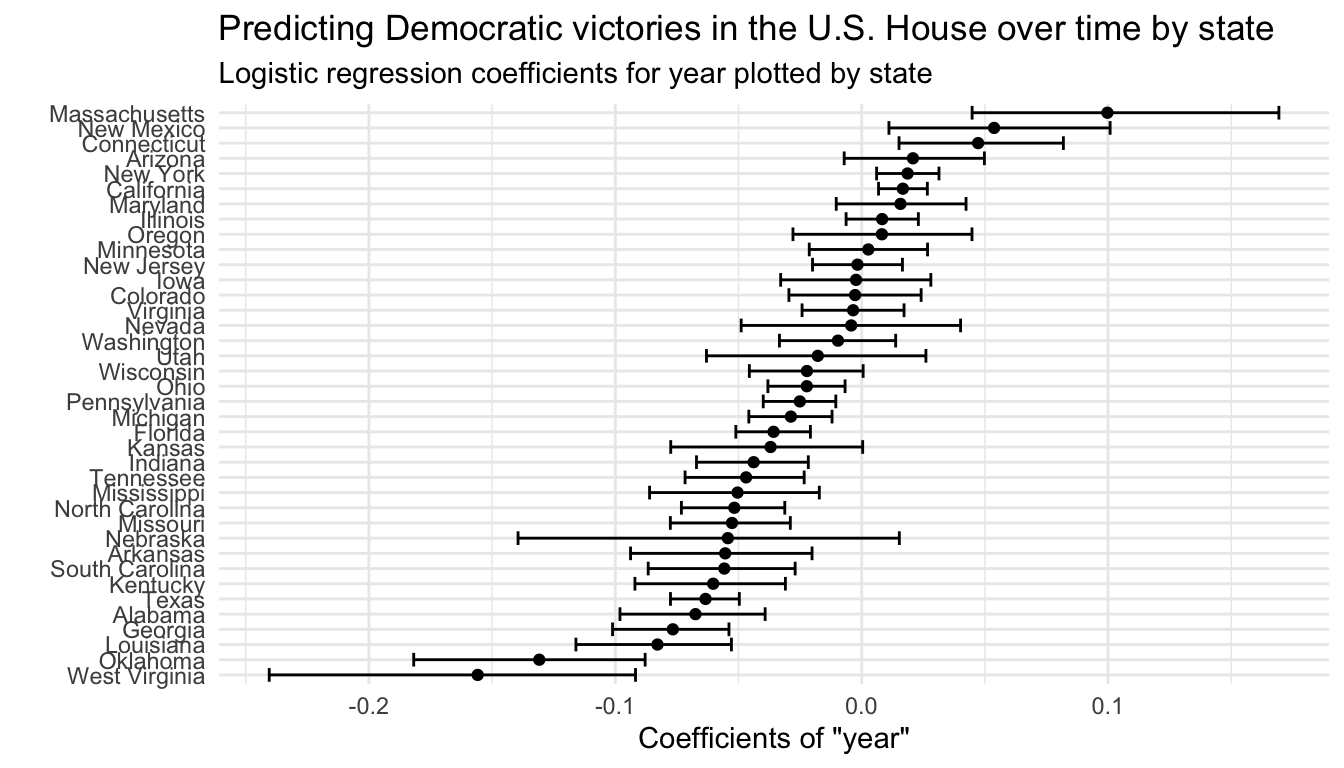 Predicting Democratic victories in the U.S. House over time by state
Logistic regression coefficients for year plotted by state
Massachusetts
New Mexico
Connecticut
Arizona
New York
California
Maryland
Illinois
Oregon
Minnesota
New Jersey
Iowa
Colorado
Virginia
Nevada
Washington
Utah
Wisconsin
Ohio
Pennsylvania
Michigan
Florida
Kansas
Indiana
Tennessee
Mississippi
North Carolina
Missouri
Nebraska
Arkansas
South Carolina
Kentucky
Texas
Alabama
Georgia
Louisiana
Oklahoma
West Virginia
-0.2 -0.1 0.0 0.1
Coefficients of "year"